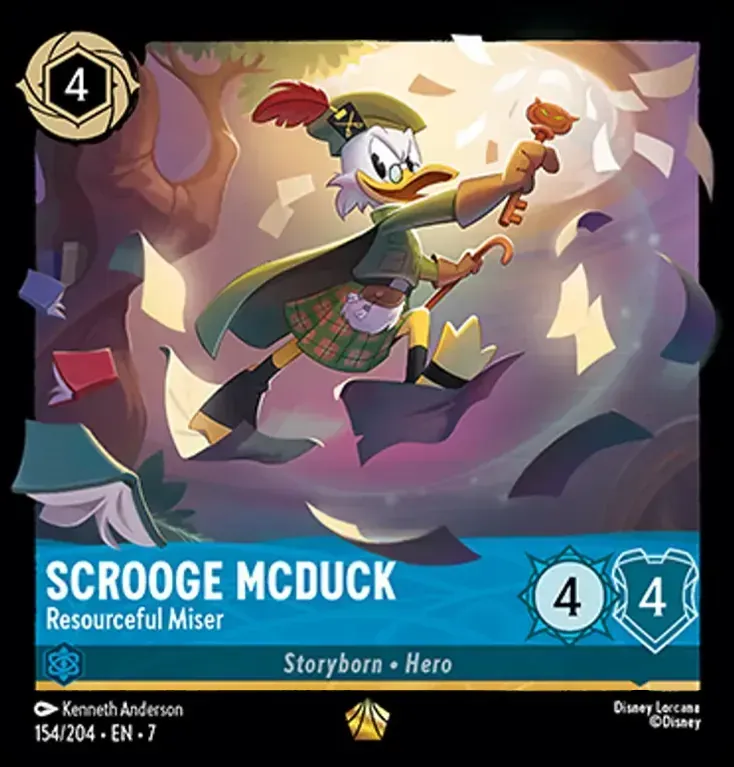 4
SCROOGE MCDUCK
Resourceful Miser
4 4
Storyborn • Hero
Kenneth Anderson
154/204 • EN • 7
Disney Lorcana
©Disney